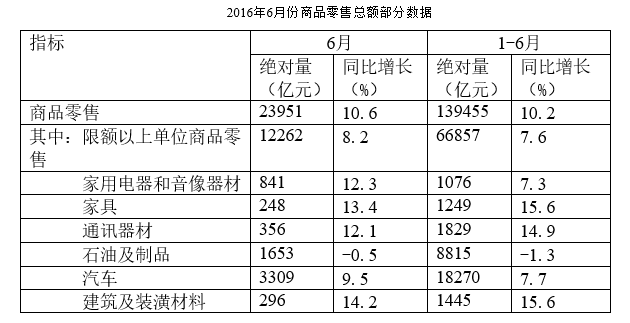 2016年6月份商品零售总额部分数据
指标 6月 1-6月
绝对量（亿元） 同比增长（%） 绝对量（亿元） 同比增长（%）
商品零售 23951 10.6 139455 10.2
其中：限额以上单位商品零售 12262 8.2 66857 7.6
家用电器和音像器材 841 12.3 1076 7.3
家具 248 13.4 1249 15.6
通讯器材 356 12.1 1829 14.9
石油及制品 1653 -0.5 8815 -1.3
汽车 3309 9.5 18270 7.7
建筑及装潢材料 296 14.2 1445 15.6